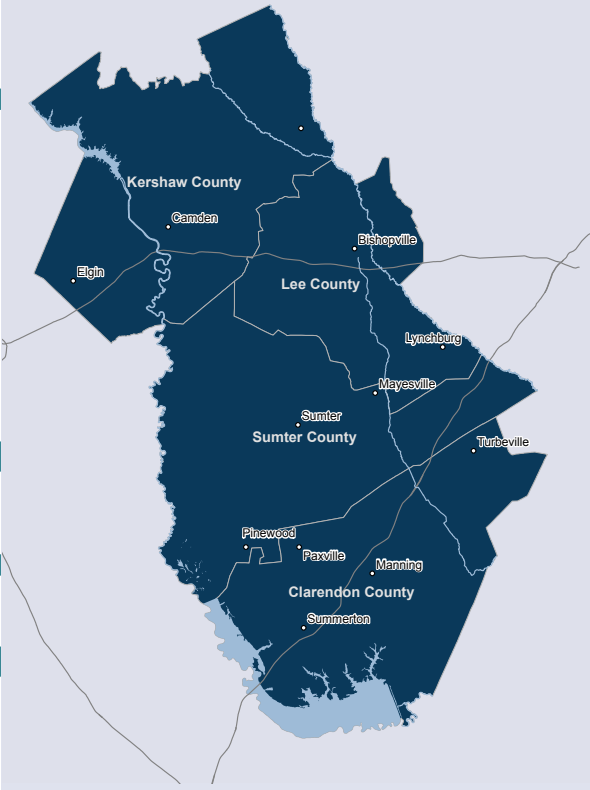 Kershaw County
Camden
Bishopville
Elgin
Lee County
Lynchburg
Mayesville
Sumter
Sumter County
Turbeville
Pinewood
Paxville
Manning
Clarendon County
Summerton